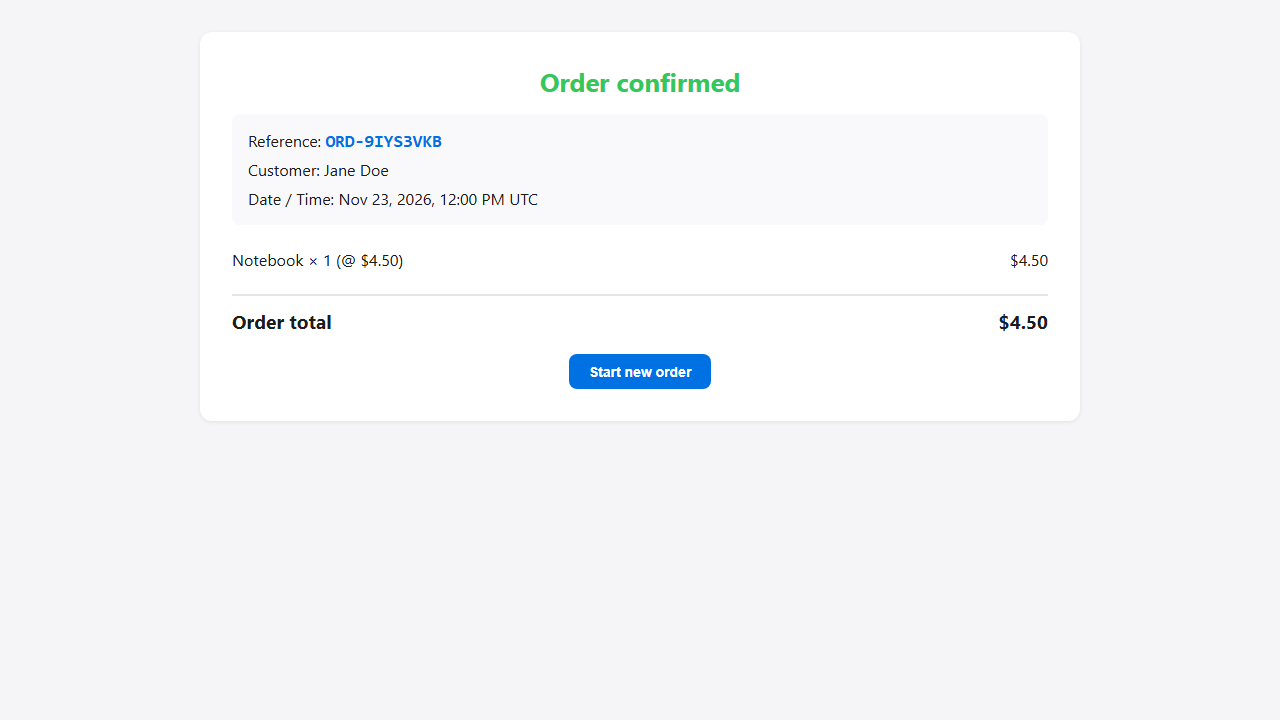 Order confirmed
Reference: ORD-9IYS3VKB
Customer: Jane Doe
Date / Time: Nov 23, 2026, 12:00 PM UTC
Notebook × 1 (@ $4.50) $4.50
Order total $4.50
Start new order